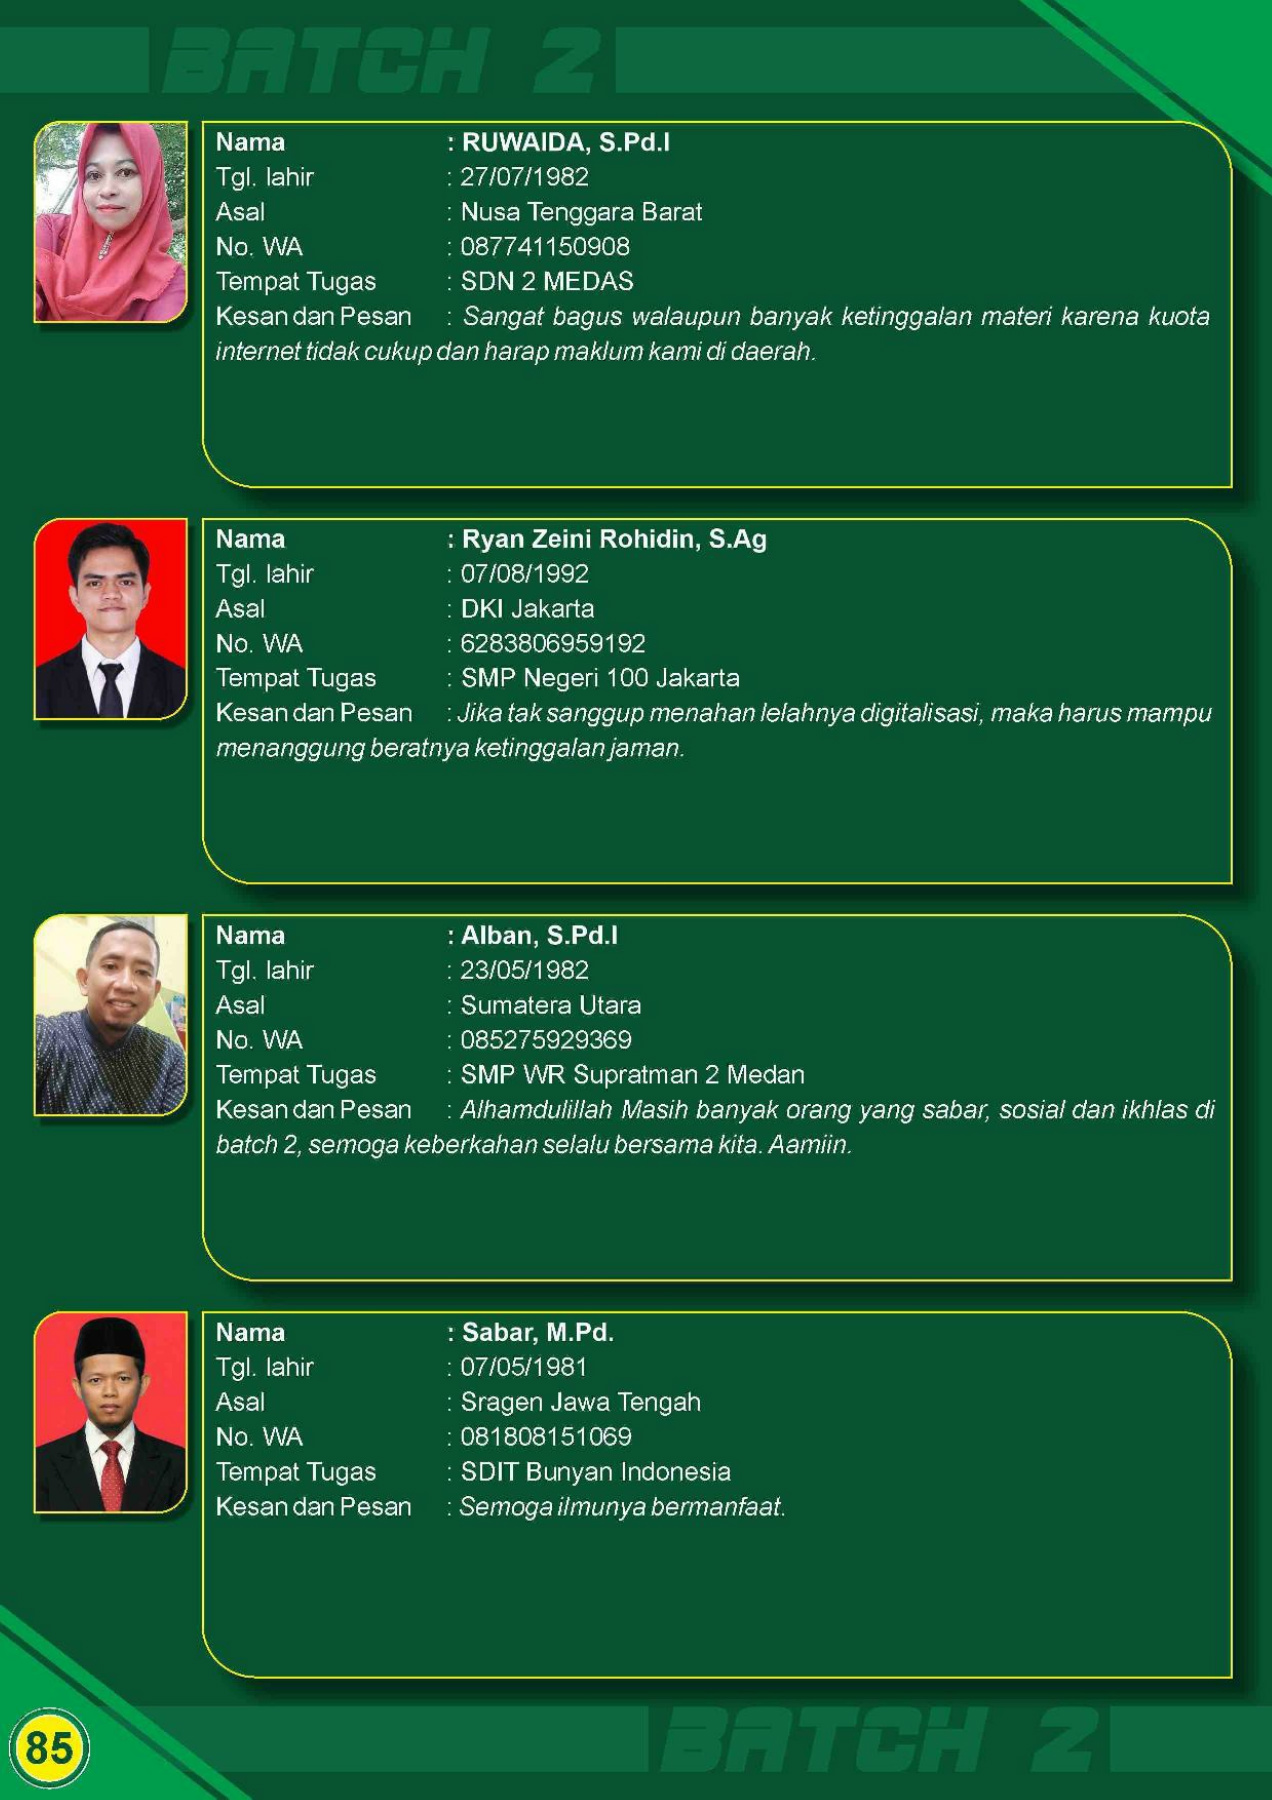 BATCH 2
Nama : RUWAIDA, S.Pd.I
Tgl. lahir : 27/07/1982
Asal : Nusa Tenggara Barat
No. WA : 087741150908
Tempat Tugas : SDN 2 MEDAS
Kesan dan Pesan : Sangat bagus walaupun banyak ketinggalan materi karena kuota
internet tidak cukup dan harap maklum kami di daerah.
Nama : Ryan Zeini Rohidin, S.Ag
Tgl. lahir : 07/08/1992
Asal : DKI Jakarta
No. WA : 6283806959192
Tempat Tugas : SMP Negeri 100 Jakarta
Kesan dan Pesan : Jika tak sanggup menahan lelahnya digitalisasi, maka harus mampu
menanggung beratnya ketinggalan jaman.
Nama : Alban, S.Pd.I
Tgl. lahir : 23/05/1982
Asal : Sumatera Utara
No. WA : 085275929369
Tempat Tugas : SMP WR Supratman 2 Medan
Kesan dan Pesan : Alhamdulillah Masih banyak orang yang sabar, sosial dan ikhlas di
batch 2, semoga keberkahan selalu bersama kita. Aamiin.
Nama : Sabar, M.Pd.
Tgl. lahir : 07/05/1981
Asal : Sragen Jawa Tengah
No. WA : 081808151069
Tempat Tugas : SDIT Bunyan Indonesia
Kesan dan Pesan : Semoga ilmunya bermanfaat.
85
BATCH 2